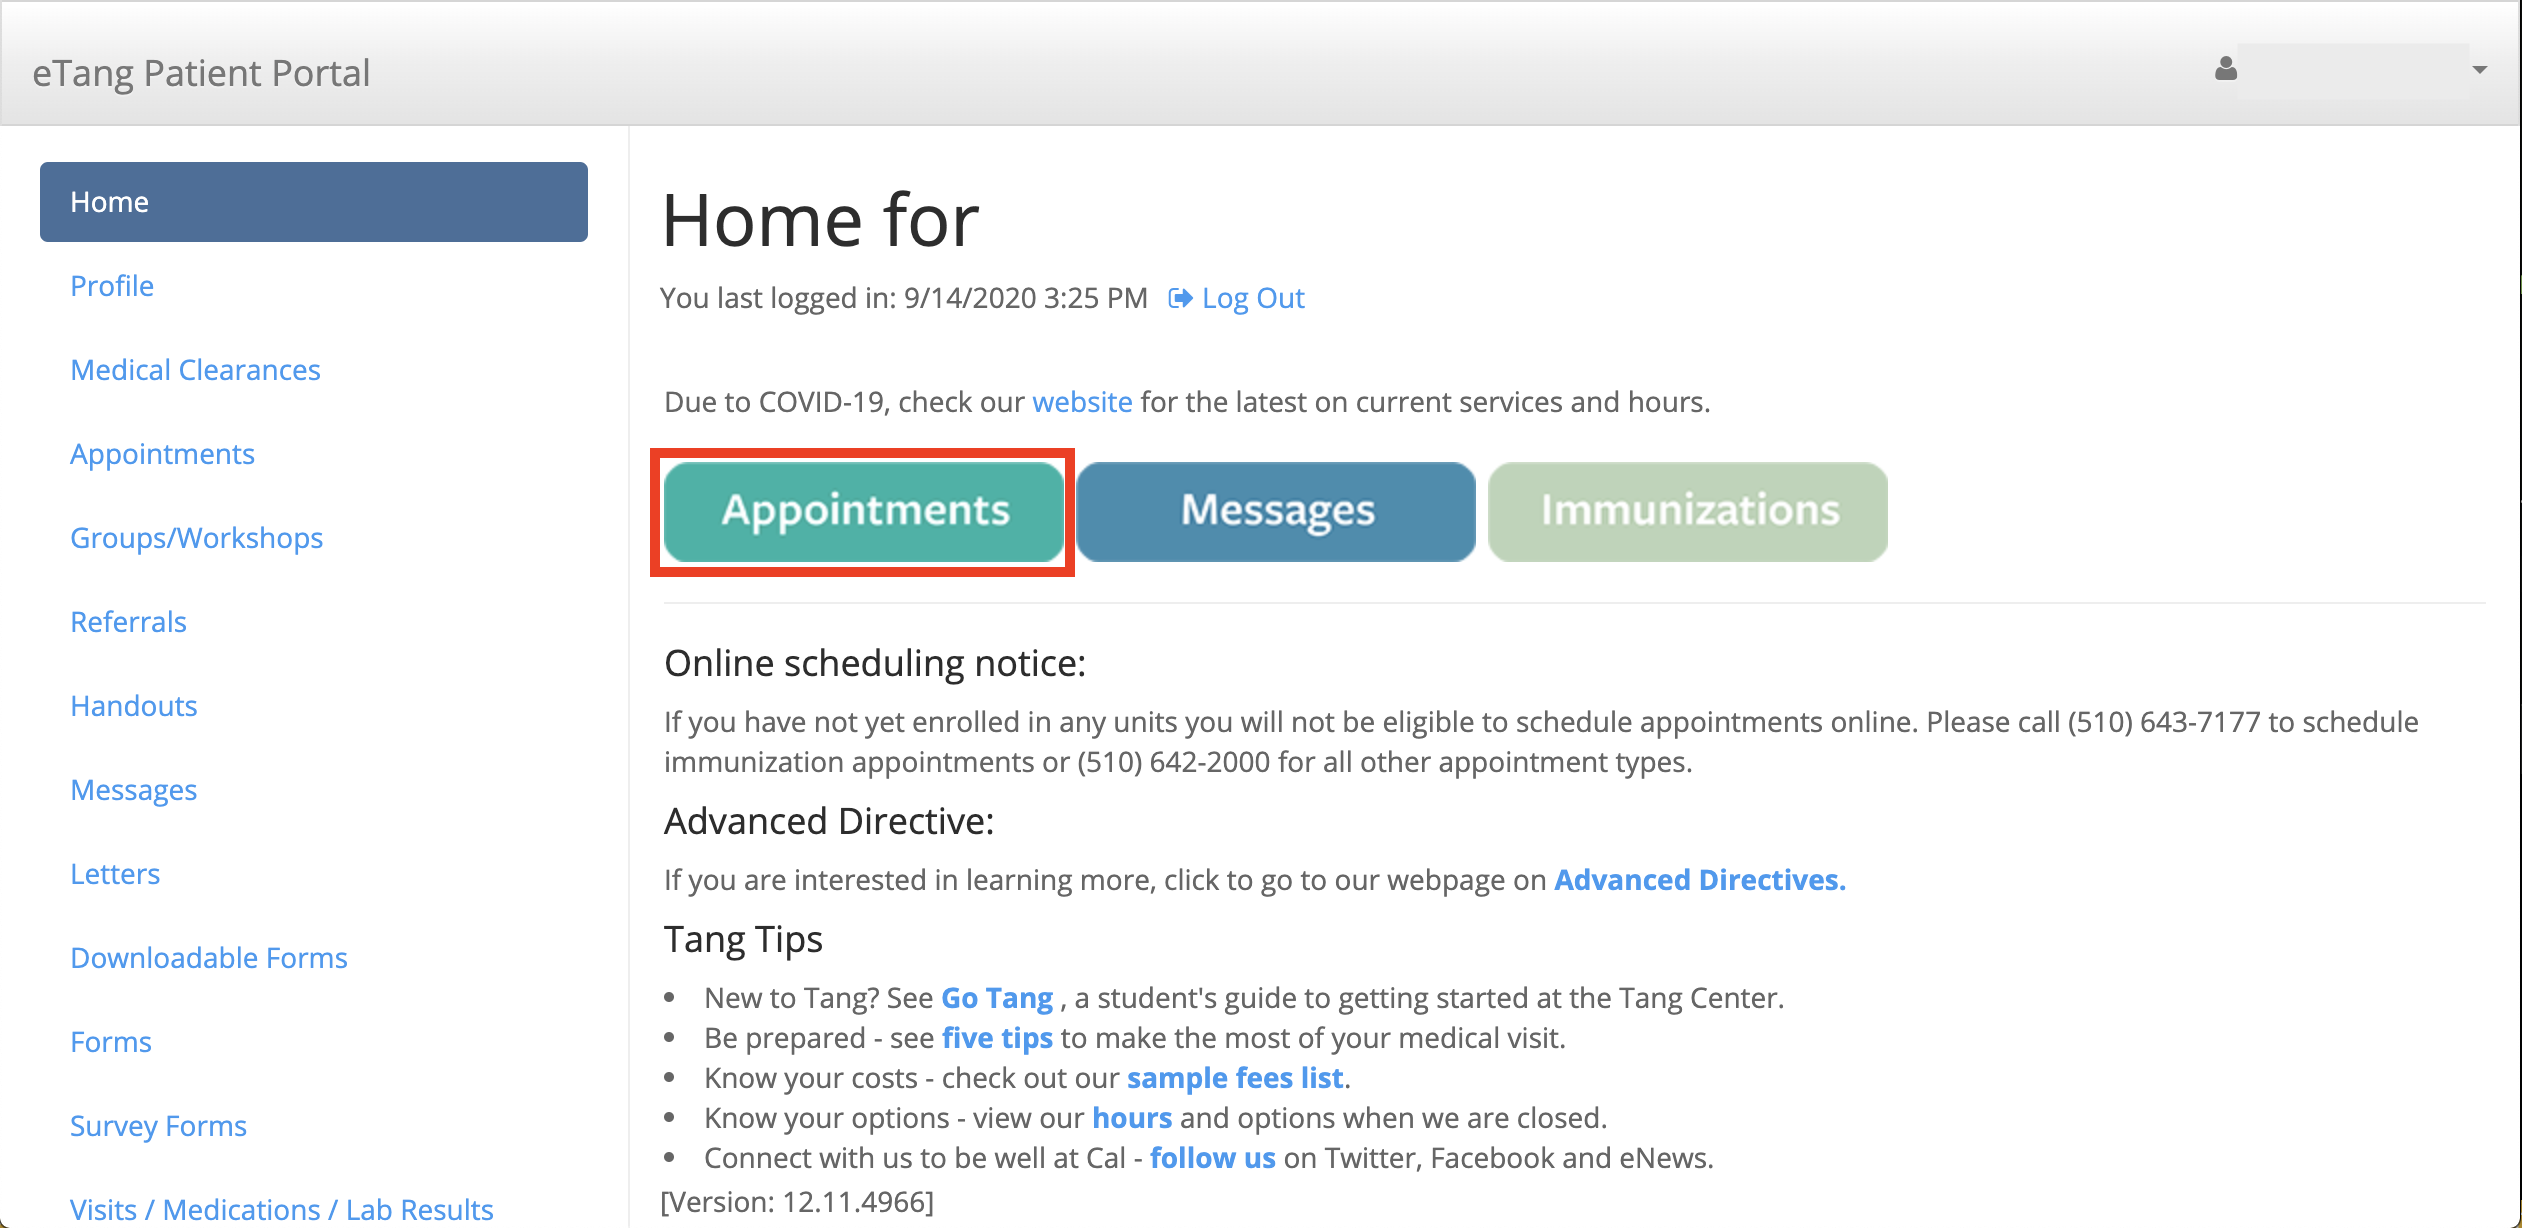 eTang Patient Portal
Home
Profile
Medical Clearances
Appointments
Groups/Workshops
Referrals
Handouts
Messages
Letters
Downloadable Forms
Forms
Survey Forms
Visits / Medications / Lab Results
Home for
You last logged in: 9/14/2020 3:25 PM Log Out
Due to COVID-19, check our website for the latest on current services and hours.
Appointments Messages Immunizations
Online scheduling notice:
If you have not yet enrolled in any units you will not be eligible to schedule appointments online. Please call (510) 643-7177 to schedule
immunization appointments or (510) 642-2000 for all other appointment types.
Advanced Directive:
If you are interested in learning more, click to go to our webpage on Advanced Directives.
Tang Tips
• New to Tang? See Go Tang , a student's guide to getting started at the Tang Center.
• Be prepared - see five tips to make the most of your medical visit.
• Know your costs - check out our sample fees list.
• Know your options - view our hours and options when we are closed.
• Connect with us to be well at Cal - follow us on Twitter, Facebook and eNews.
[Version: 12.11.4966]